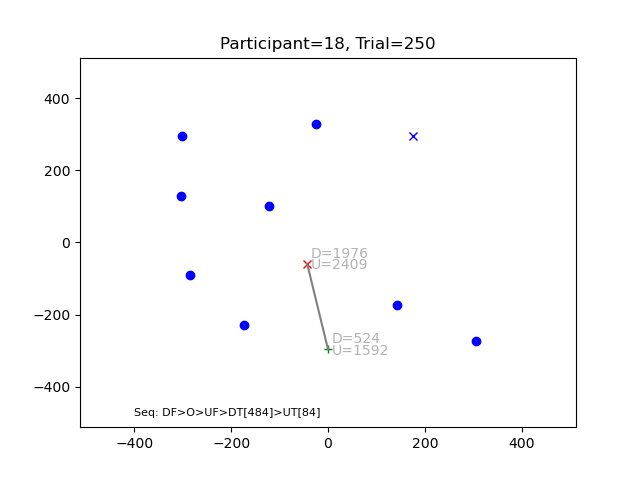 Participant=18, Trial=250
400
200
0
−200
−400
D=1976
U=2409
D=524
U=1592
Seq: DF>O>UF>DT[484]>UT[84]
−400 −200 0 200 400